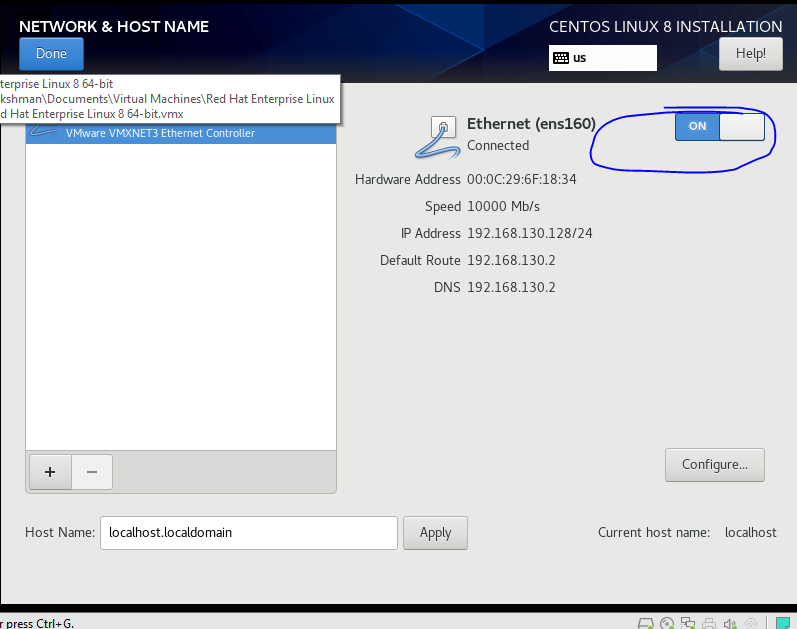 NETWORK & HOST NAME
CENTOS LINUX 8 INSTALLATION
Done
us
Help!
terprise Linux 8 64-bit
kshman\Documents\Virtual Machines\Red Hat Enterprise Linux
d Hat Enterprise Linux 8 64-bit.vmx
VMware VMXNET3 Ethernet Controller
Ethernet (ens160)
Connected
ON
Hardware Address 00:0C:29:6F:18:34
Speed 10000 Mb/s
IP Address 192.168.130.128/24
Default Route 192.168.130.2
DNS 192.168.130.2
+ −
Configure...
Host Name: localhost.localdomain Apply Current host name: localhost
r press Ctrl+G.